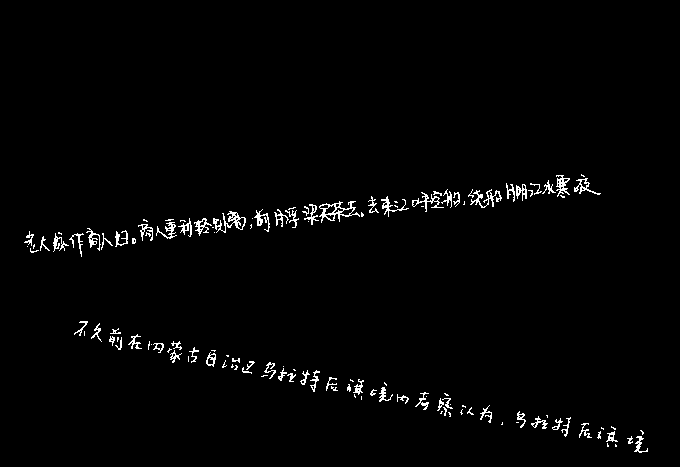 老大嫁作商人妇。商人重利轻别离，前月浮梁买茶去。去来江口守空船，绕船月明江水寒夜
不久前在内蒙古自治区乌拉特后旗境内考察认为，乌拉特后旗境